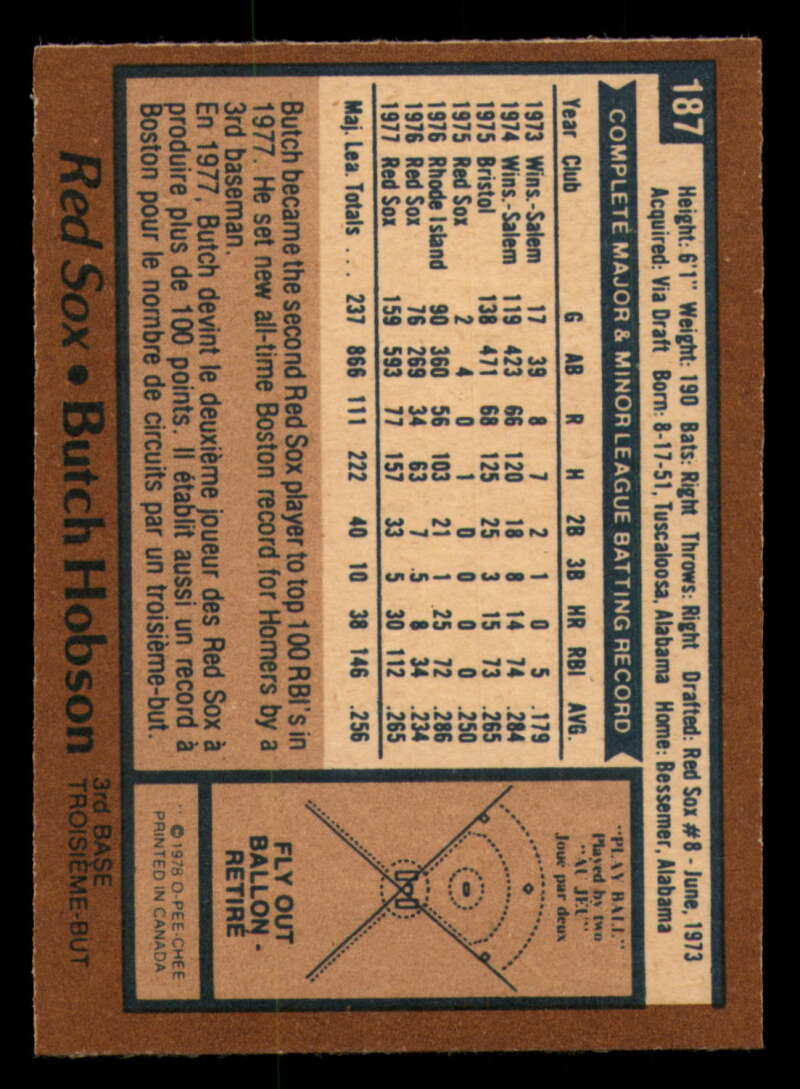 187
Height: 6'1" Weight: 190 Bats: Right Throws: Right Drafted: Red Sox #8 - June, 1973
Acquired: Via Draft Born: 8-17-51, Tuscaloosa, Alabama Home: Bessemer, Alabama
COMPLETE MAJOR & MINOR LEAGUE BATTING RECORD
Year Club G AB R H 2B 3B HR RBI AVG.
1973 Wins.-Salem 17 39 8 7 2 1 0 5 .179
1974 Wins.-Salem 119 423 66 120 18 8 14 74 .284
1975 Bristol 138 471 68 125 25 3 15 73 .265
1975 Red Sox 2 4 0 1 0 0 0 0 .250
1976 Rhode Island 90 360 56 103 21 1 25 72 .286
1976 Red Sox 76 269 34 63 7 5 8 34 .234
1977 Red Sox 159 593 77 157 33 5 30 112 .265
Maj. Lea. Totals ... 237 866 111 222 40 10 38 146 .256
Butch became the second Red Sox player to top 100 RBI's in
1977. He set new all-time Boston record for Homers by a
3rd baseman.
En 1977, Butch devint le deuxième joueur des Red Sox à
produire plus de 100 points. Il établit aussi un record à
Boston pour le nombre de circuits par un troisième-but.
"PLAY BALL"
Played by two
"AU JEU"
Joué par deux
FLY OUT
BALLON -
RETIRÉ
©1978 O-PEE-CHEE
PRINTED IN CANADA
Red Sox • Butch Hobson
3rd BASE
TROISIÈME-BUT